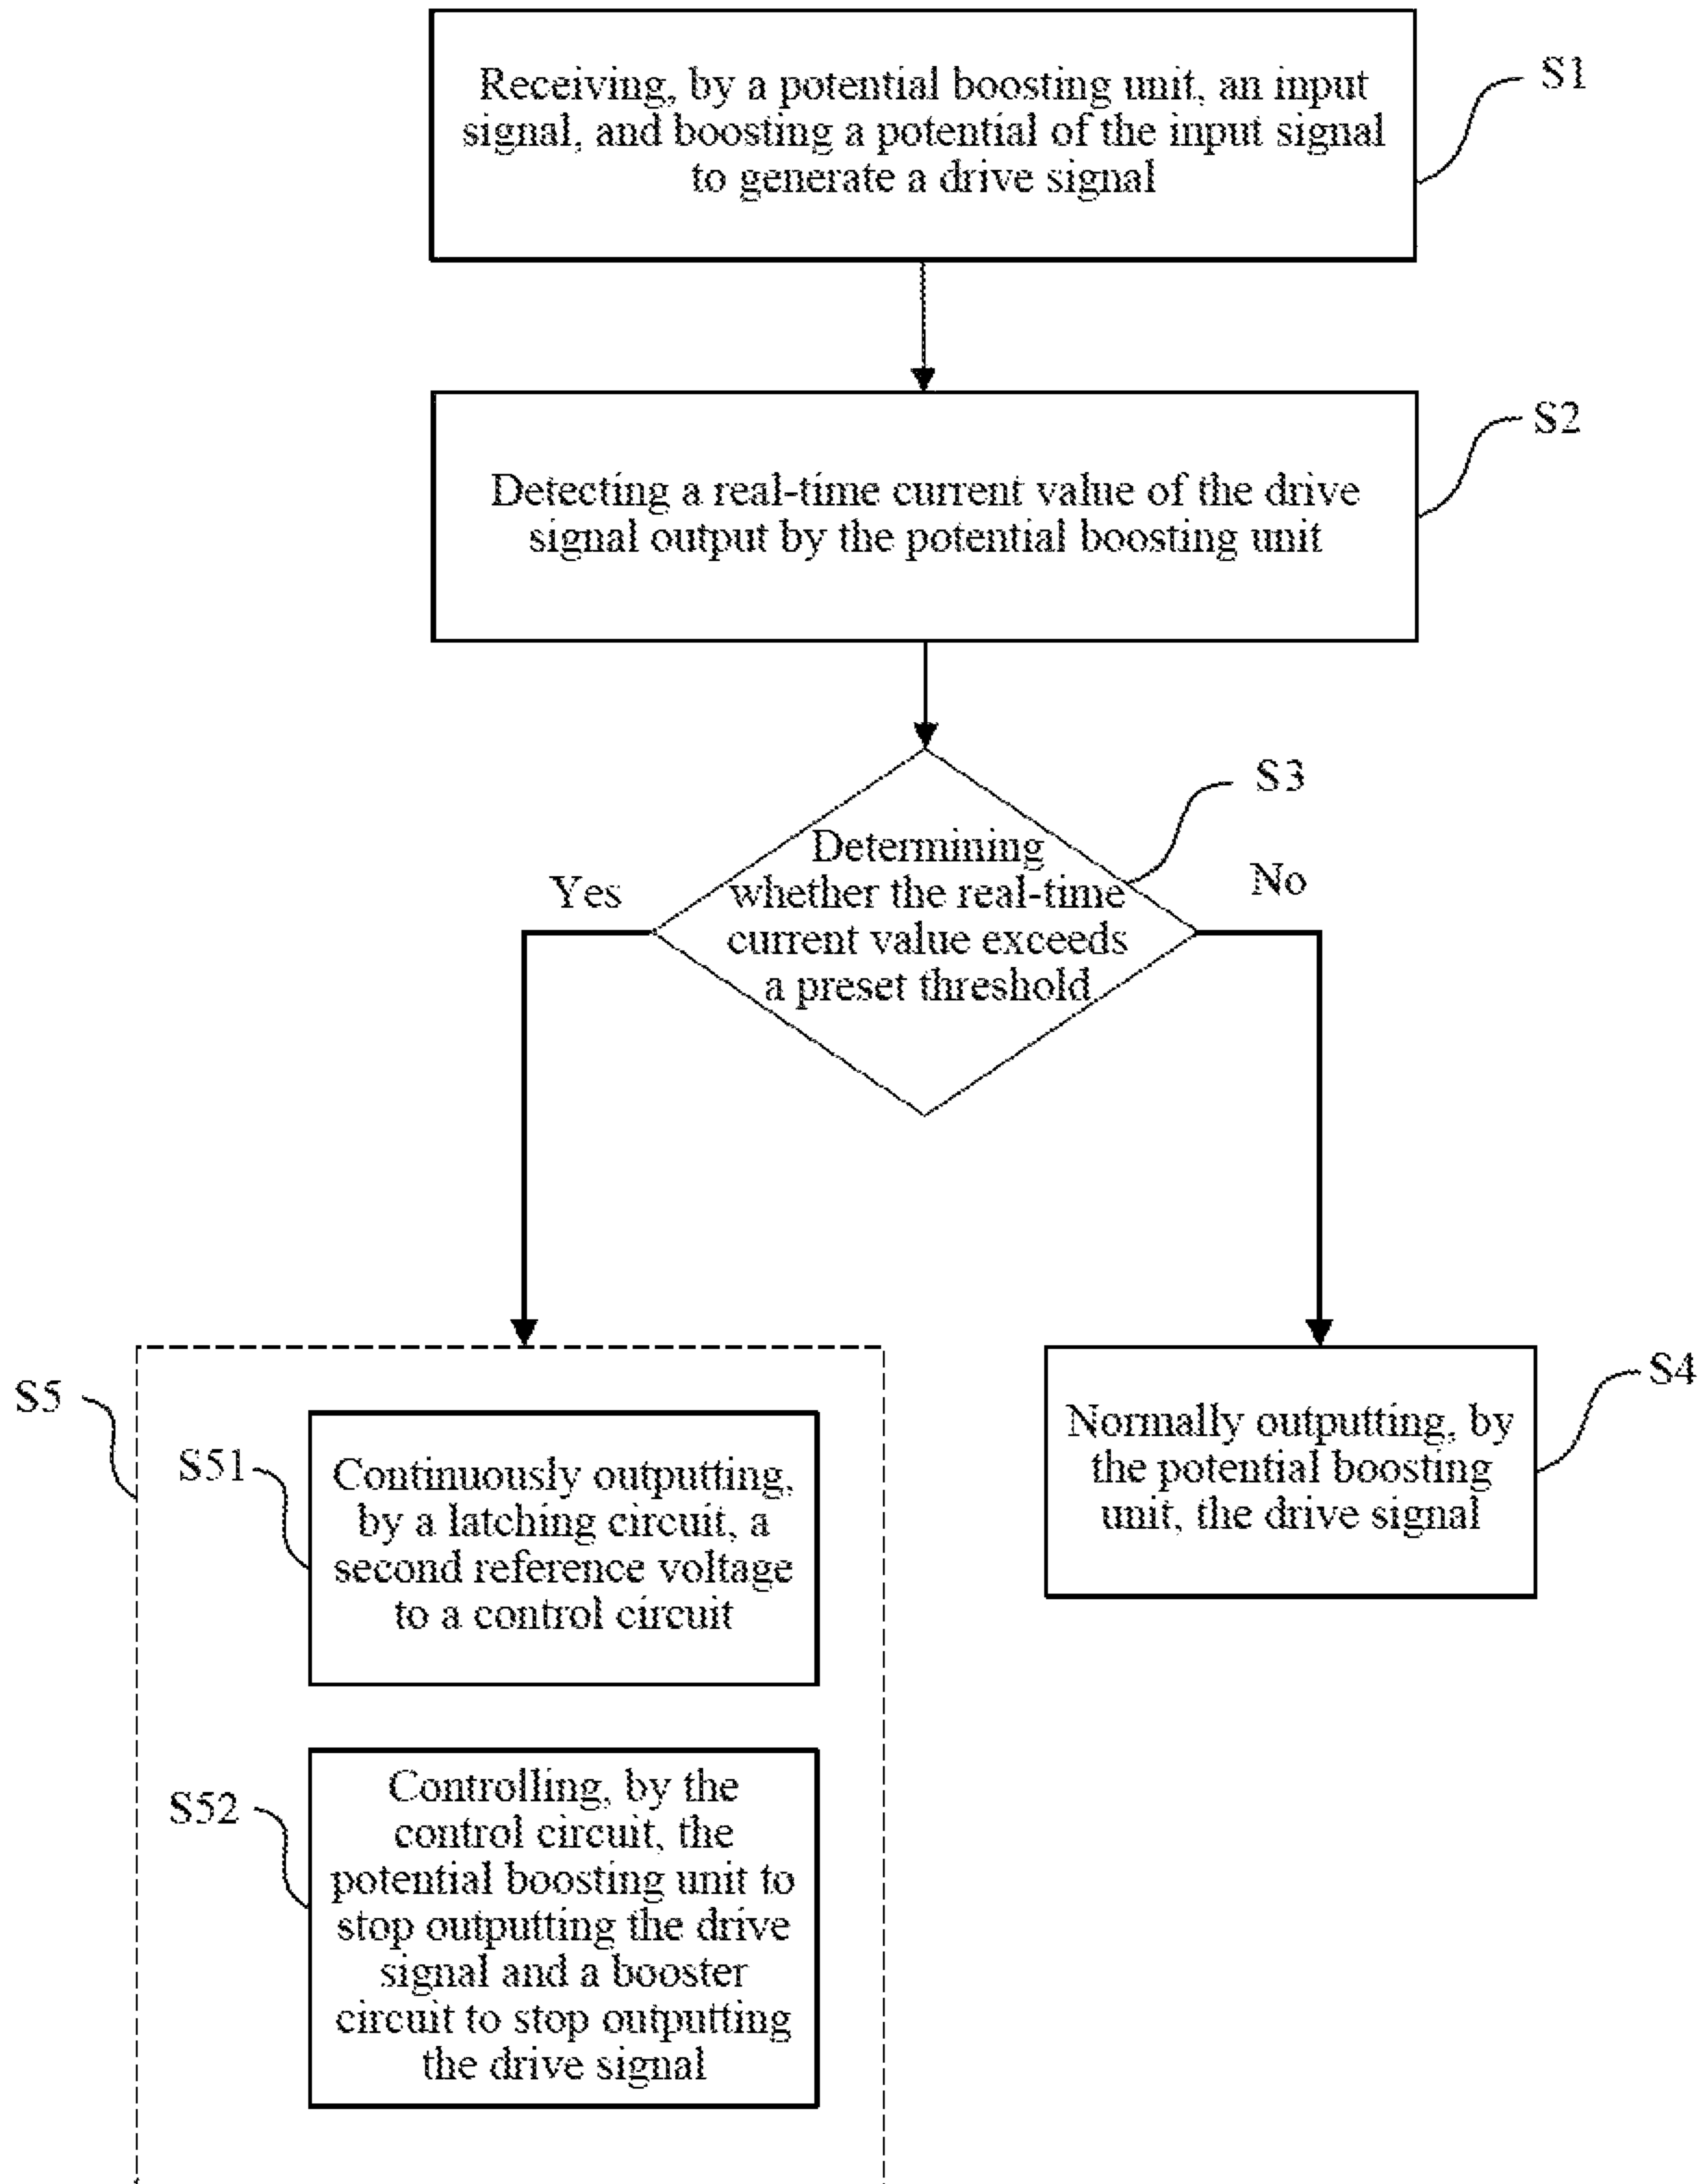 Receiving, by a potential boosting unit, an input
signal, and boosting a potential of the input signal
to generate a drive signal
S1
Detecting a real-time current value of the drive
signal output by the potential boosting unit
S2
Determining
whether the real-time
current value exceeds
a preset threshold
S3
Yes
No
S5
S51
Continuously outputting,
by a latching circuit, a
second reference voltage
to a control circuit
S52
Controlling, by the
control circuit, the
potential boosting unit to
stop outputting the drive
signal and a booster
circuit to stop outputting
the drive signal
Normally outputting, by
the potential boosting
unit, the drive signal
S4